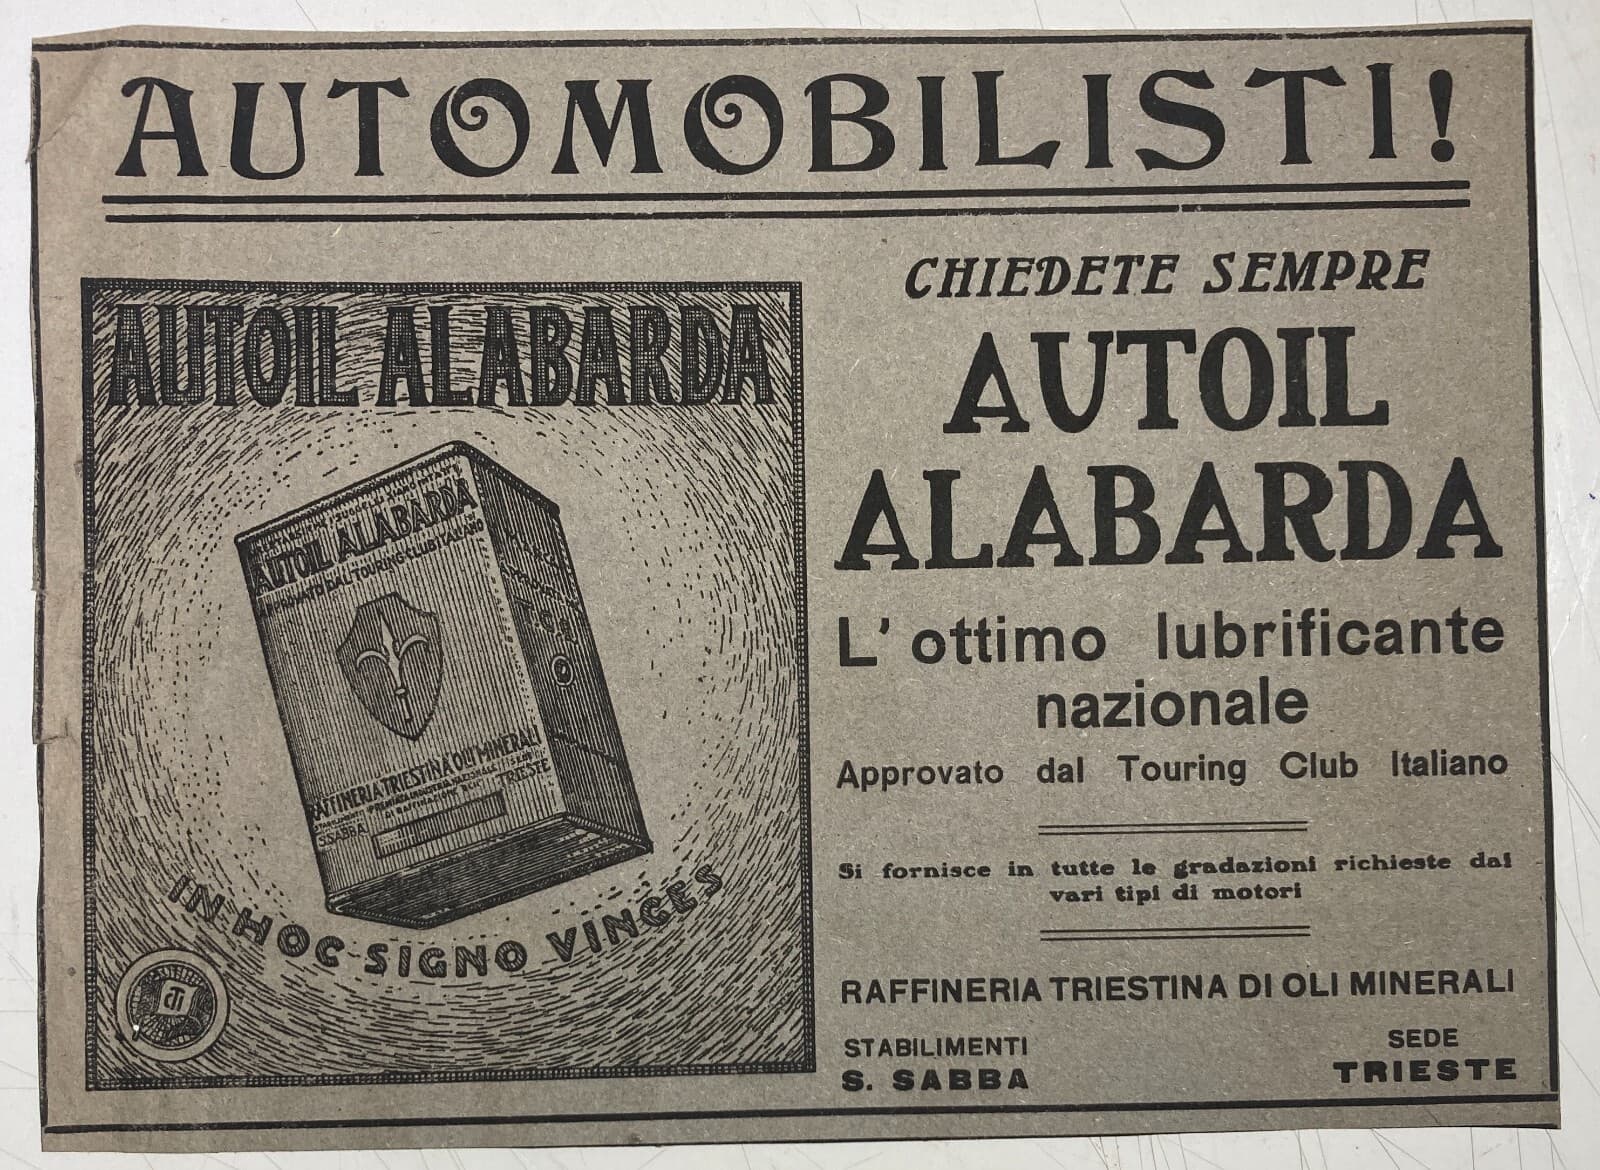 AUTOMOBILISTI!
AUTOIL ALABARDA
AUTOIL ALABARDA
APPROVATO DAL TOURING CLUB ITALIANO
T.C.I.
RAFFINERIA TRIESTINA OLI MINERALI
S.SABBA
TRIESTE
IN HOC SIGNO VINCES
CHIEDETE SEMPRE
AUTOIL
ALABARDA
L' ottimo lubrificante
nazionale
Approvato dal Touring Club Italiano
Si fornisce in tutte le gradazioni richieste dai
vari tipi di motori
RAFFINERIA TRIESTINA DI OLI MINERALI
STABILIMENTI
S. SABBA
SEDE
TRIESTE